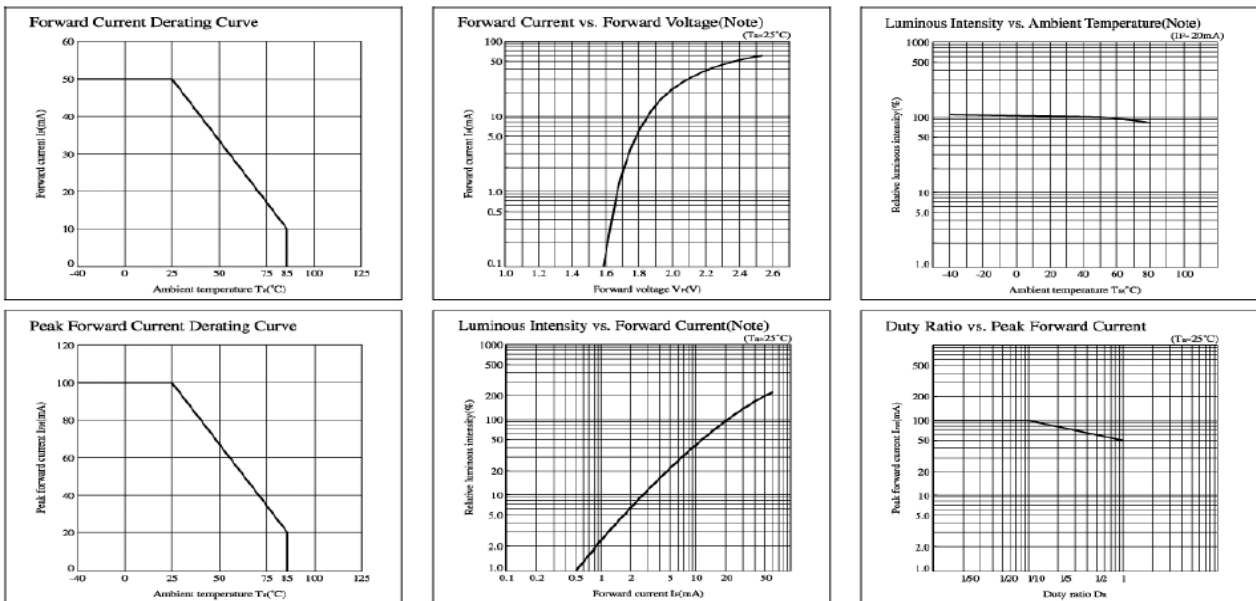 Forward Current Derating Curve
60
50
40
30
20
10
0
-40 0 25 50 75 85 100 125
Forward current IF(mA)
Ambient temperature Ta(°C)
Forward Current vs. Forward Voltage(Note)
(Ta=25°C)
100
50
10
5.0
1.0
0.5
0.1
1.0 1.2 1.4 1.6 1.8 2.0 2.2 2.4 2.6
Forward current IF(mA)
Forward voltage VF(V)
Luminous Intensity vs. Ambient Temperature(Note)
(IF=20mA)
1000
500
100
50
10
5.0
1.0
-40 -20 0 20 40 60 80 100
Relative luminous intensity(%)
Ambient temperature Ta(°C)
Peak Forward Current Derating Curve
120
100
80
60
40
20
0
-40 0 25 50 75 85 100 125
Peak forward current IFM(mA)
Ambient temperature Ta(°C)
Luminous Intensity vs. Forward Current(Note)
(Ta=25°C)
1000
500
200
100
50
20
10
5.0
2.0
1.0
0.1 0.2 0.5 1 2 5 10 20 50
Relative luminous intensity(%)
Forward current IF(mA)
Duty Ratio vs. Peak Forward Current
(Ta=25°C)
500
200
100
50
20
10
5.0
2.0
1.0
1/50 1/20 1/10 1/5 1/2 1
Peak forward current IFM(mA)
Duty ratio DR